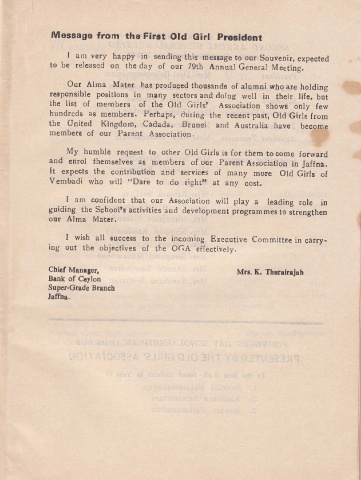 Message from the First Old Girl President
I am very happy in sending this message to our Souvenir, expected
to be released on the day of our 79th Annual General Meeting.
Our Alma Mater has produced thousands of alumni who are holding
responsible positions in many sectors and doing well in their life, but
the list of members of the Old Girls' Association shows only few
hundreds as members. Perhaps, during the recent past, Old Girls from
the United Kingdom, Cadada, Brunei and Australia have become
members of our Parent Association.
My humble request to other Old Girls is for them to come forward
and enrol themselves as members of our Parent Association in Jaffna.
It expects the contribution and services of many more Old Girls of
Vembadi who will "Dare to do right" at any cost.
I am confident that our Association will play a leading role in
guiding the School's activities and development programmes to strengthen
our Alma Mater.
I wish all success to the incoming Executive Committee in carry-
ing out the objectives of the OGA effectively.
Chief Manager,
Bank of Ceylon
Super-Grade Branch
Jaffna.
Mrs. K. Thurairajah